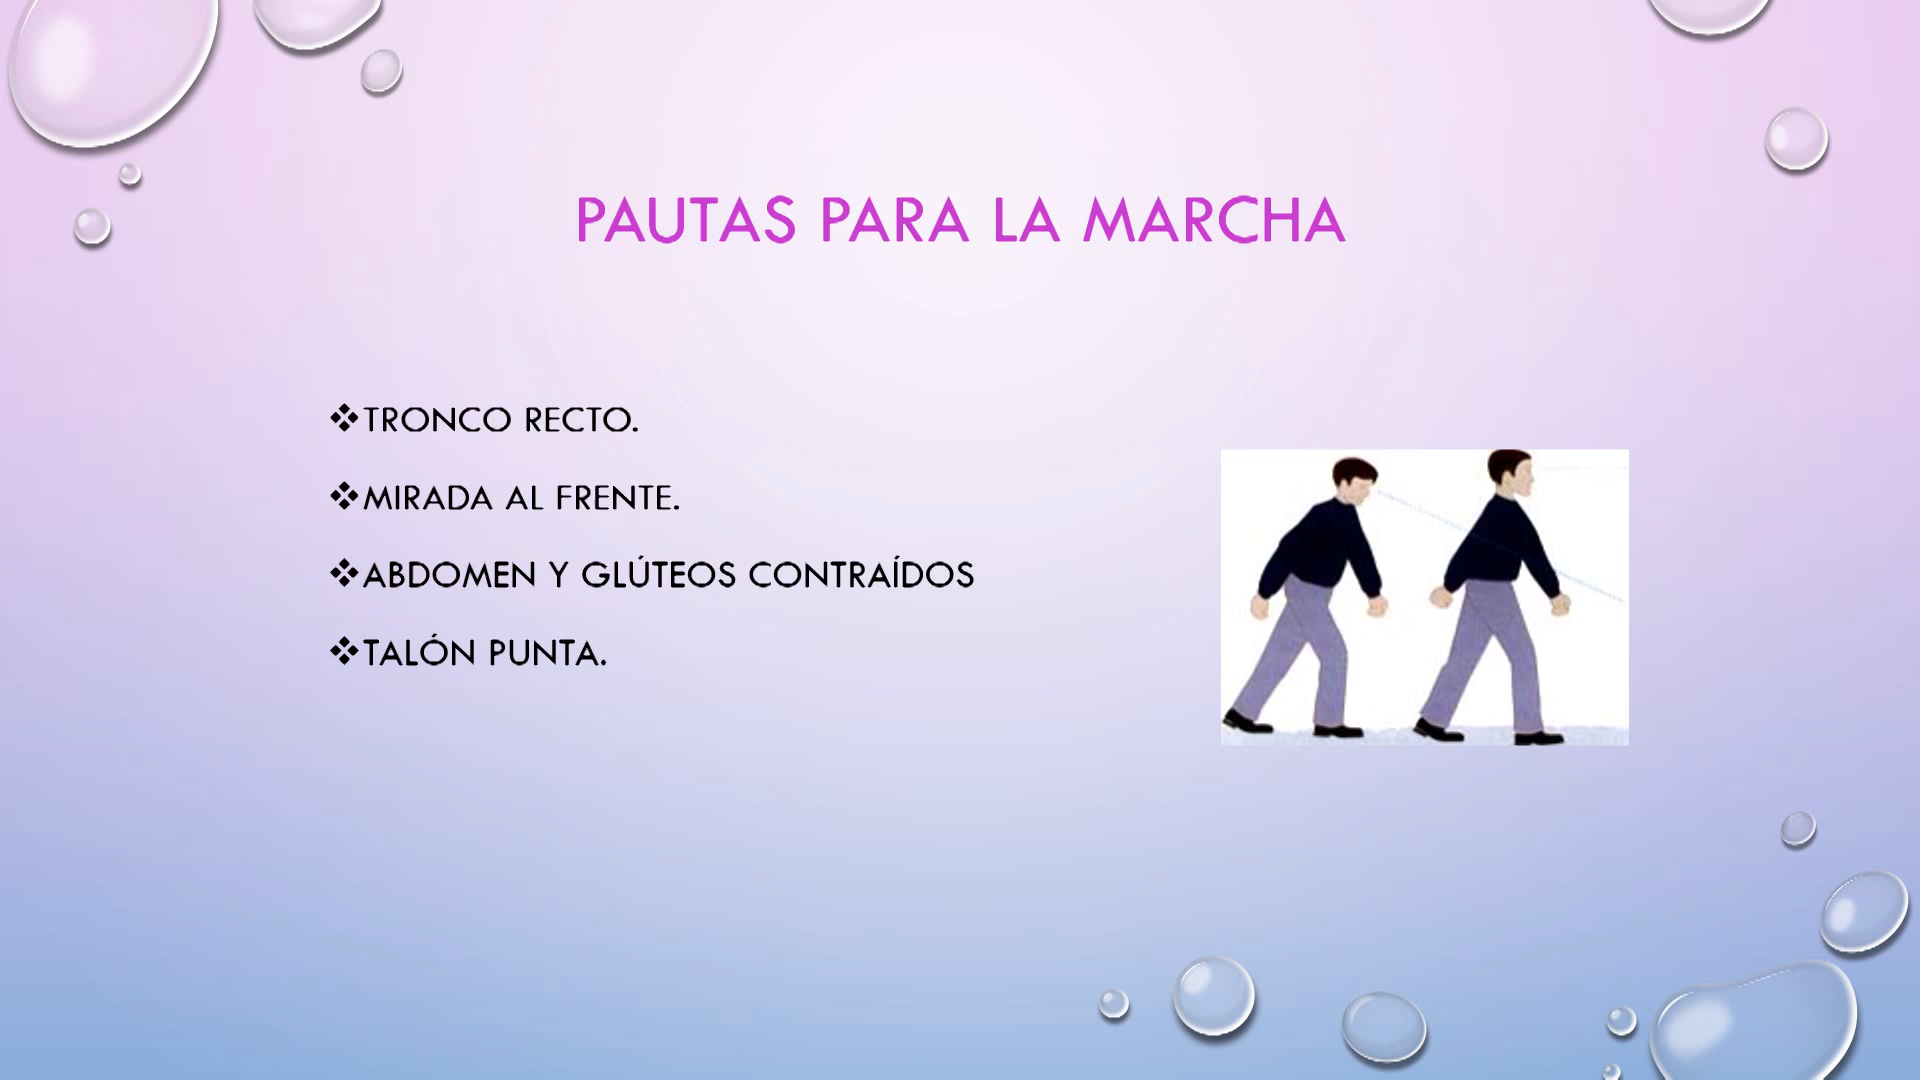 PAUTAS PARA LA MARCHA
❖TRONCO RECTO.
❖MIRADA AL FRENTE.
❖ABDOMEN Y GLÚTEOS CONTRAÍDOS
❖TALÓN PUNTA.